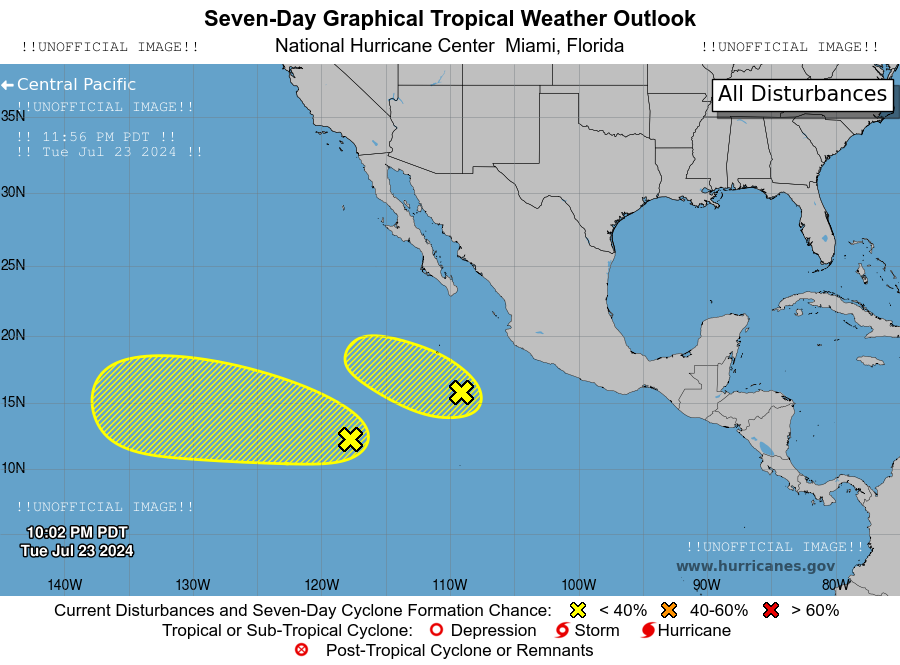 Seven-Day Graphical Tropical Weather Outlook
!!UNOFFICIAL IMAGE!! National Hurricane Center Miami, Florida !!UNOFFICIAL IMAGE!!
Central Pacific
All Disturbances
!!UNOFFICIAL IMAGE!!
35N
!! 11:56 PM PDT !!
!! Tue Jul 23 2024 !!
30N
25N
20N
15N
10N
!!UNOFFICIAL IMAGE!!
10:02 PM PDT
Tue Jul 23 2024
!!UNOFFICIAL IMAGE!!
www.hurricanes.gov
140W 130W 120W 110W 100W 90W 80W
Current Disturbances and Seven-Day Cyclone Formation Chance: < 40% 40-60% > 60%
Tropical or Sub-Tropical Cyclone: Depression Storm Hurricane
Post-Tropical Cyclone or Remnants